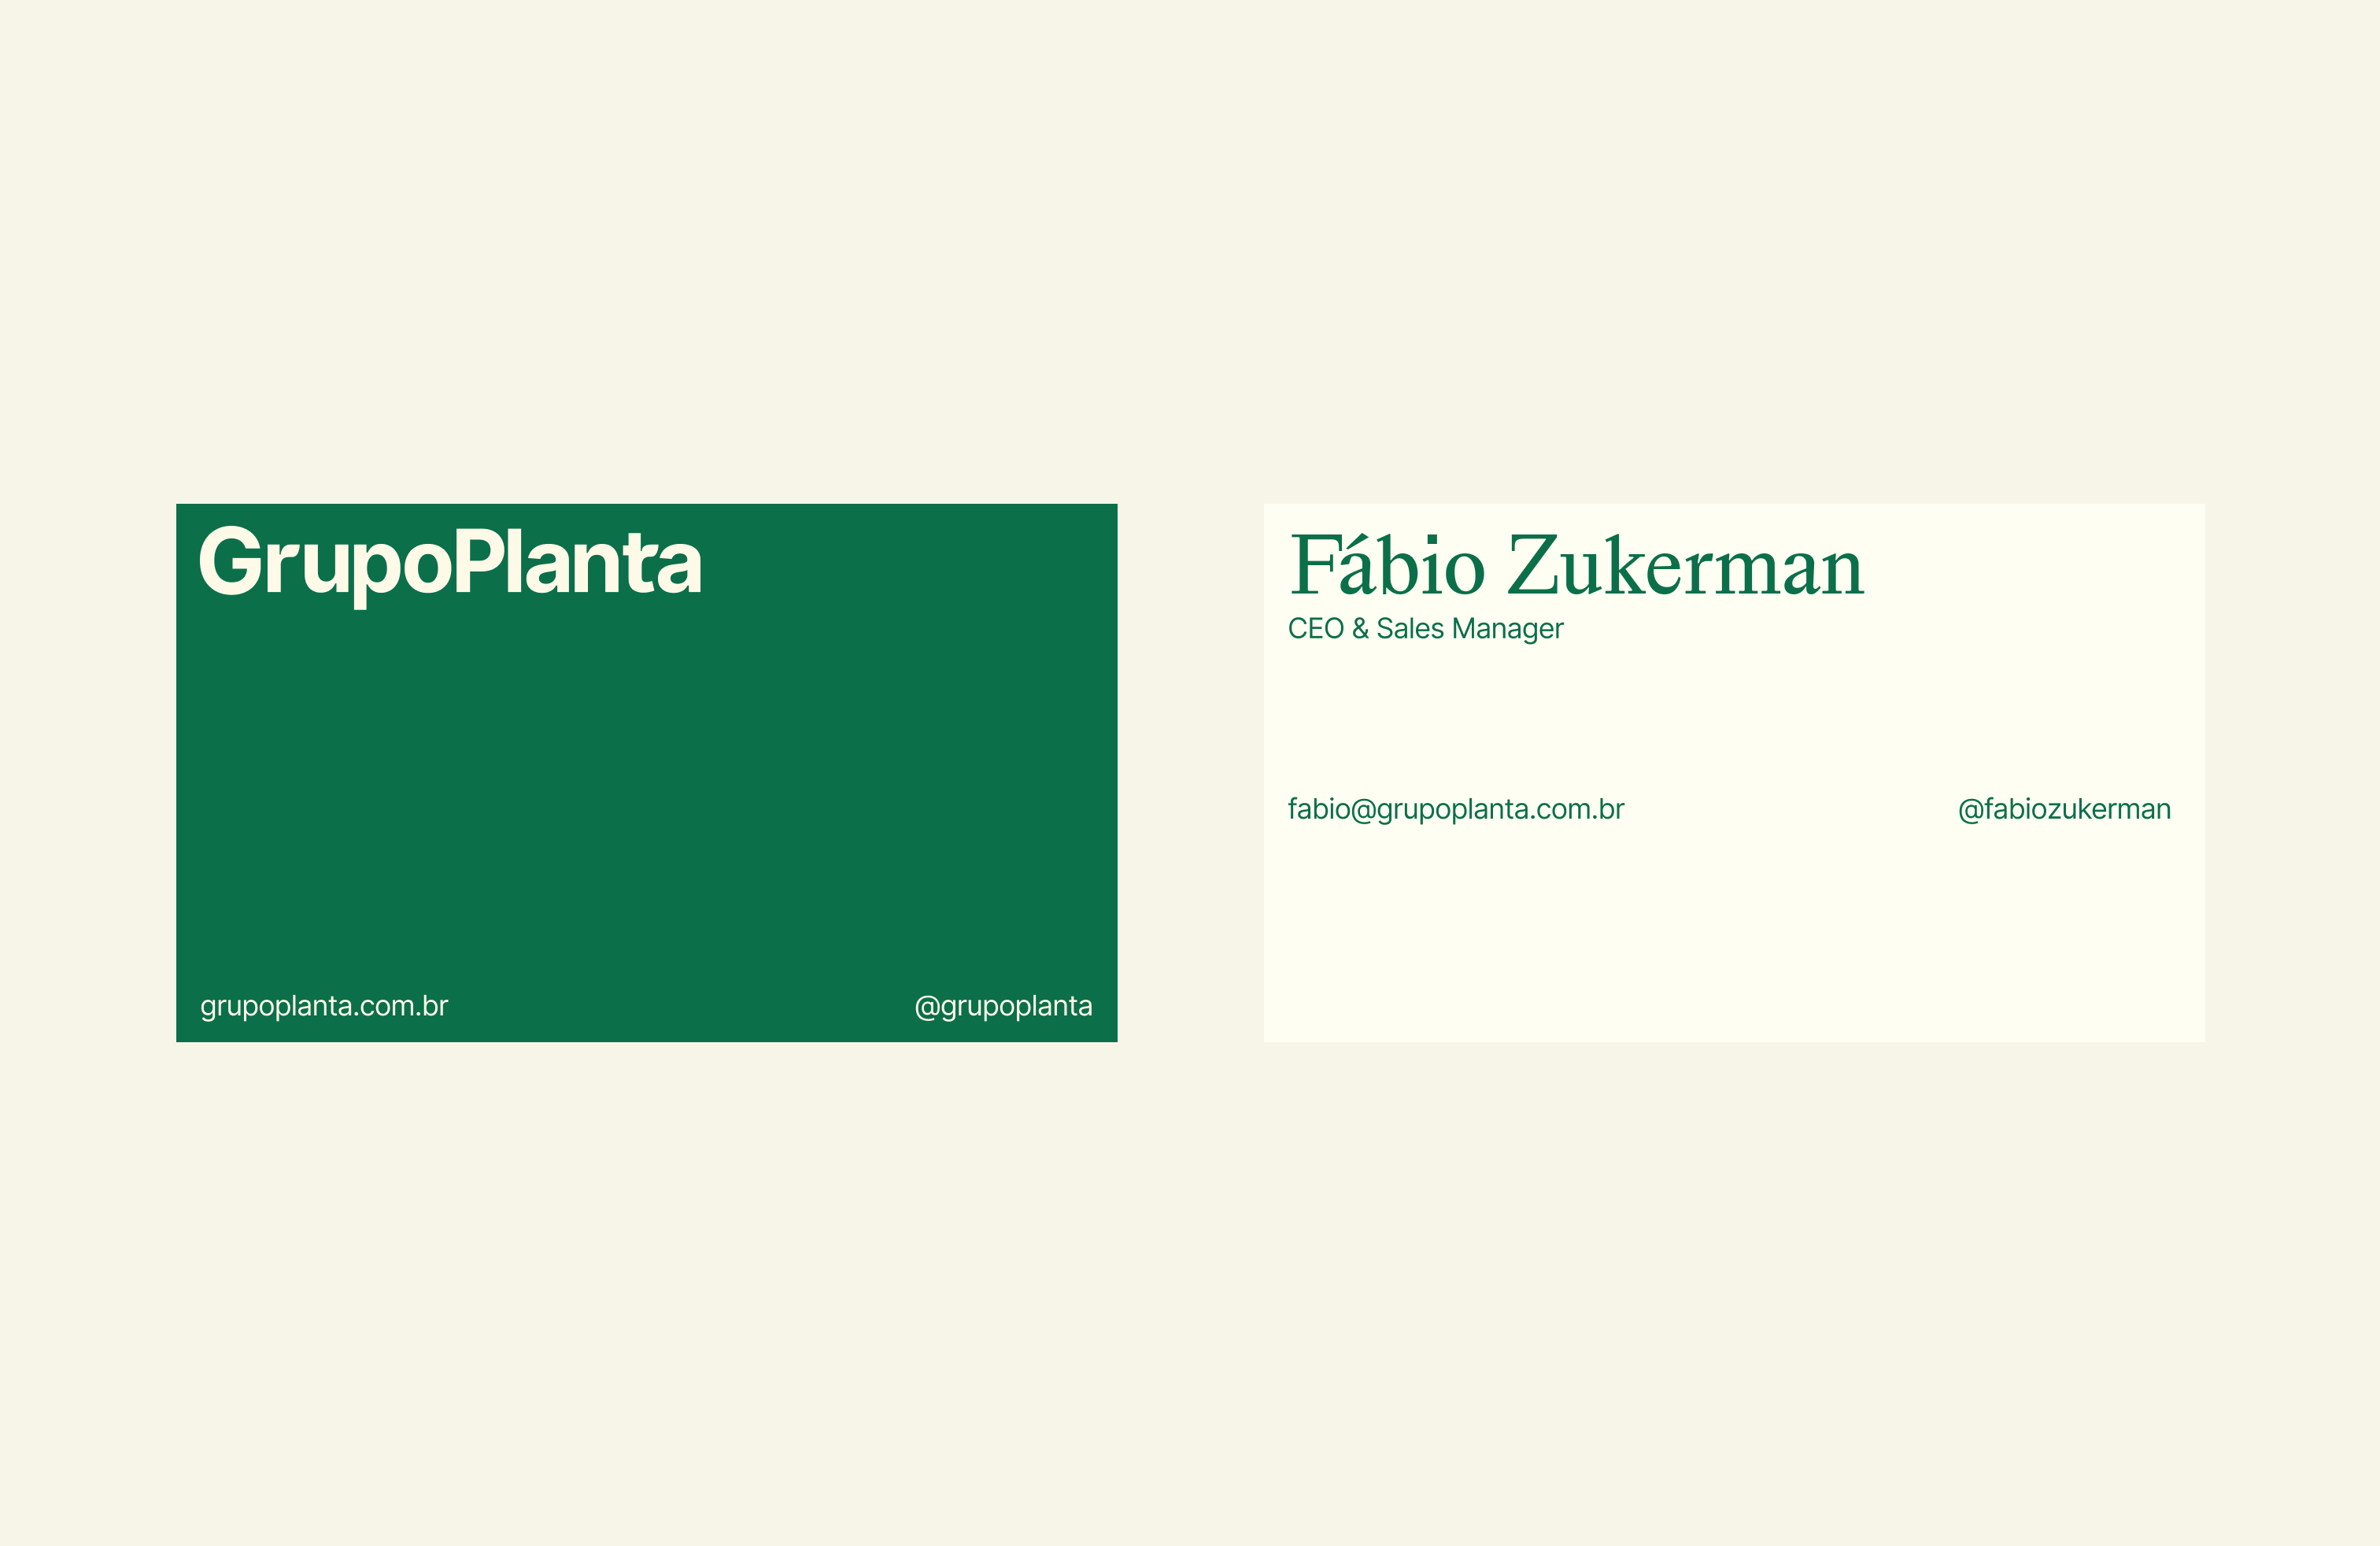 GrupoPlanta
grupoplanta.com.br
@grupoplanta
Fábio Zukerman
CEO & Sales Manager
fabio@grupoplanta.com.br
@fabiozukerman